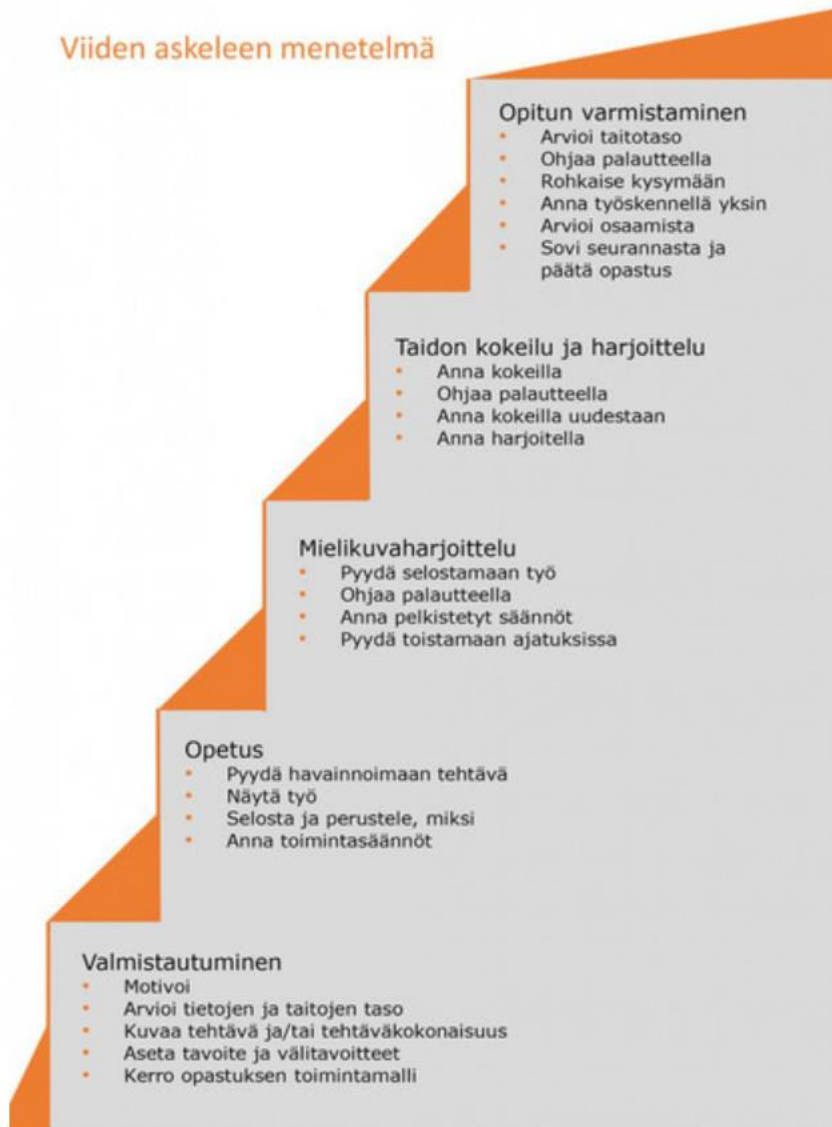 Viiden askeleen menetelmä
Opitun varmistaminen
• Arvioi taitotaso
• Ohjaa palautteella
• Rohkaise kysymään
• Anna työskennellä yksin
• Arvioi osaamista
• Sovi seurannasta ja
päätä opastus
Taidon kokeilu ja harjoittelu
• Anna kokeilla
• Ohjaa palautteella
• Anna kokeilla uudestaan
• Anna harjoitella
Mielikuvaharjoittelu
• Pyydä selostamaan työ
• Ohjaa palautteella
• Anna pelkistetyt säännöt
• Pyydä toistamaan ajatuksissa
Opetus
• Pyydä havainnoimaan tehtävä
• Näytä työ
• Selosta ja perustele, miksi
• Anna toimintasäännöt
Valmistautuminen
• Motivoi
• Arvioi tietojen ja taitojen taso
• Kuvaa tehtävä ja/tai tehtäväkokonaisuus
• Aseta tavoite ja välitavoitteet
• Kerro opastuksen toimintamalli